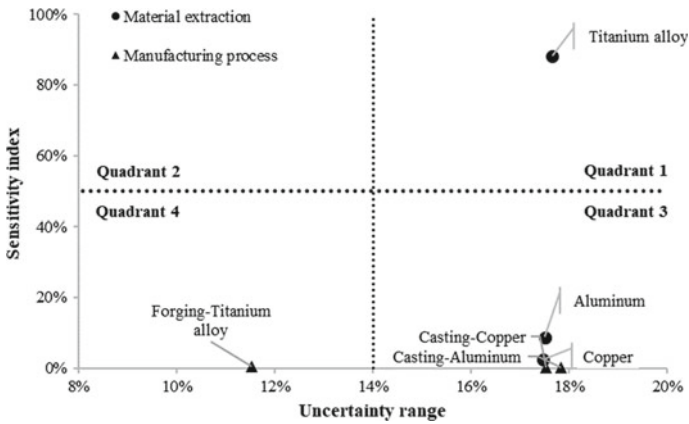 100%
80%
60%
40%
20%
0%
Sensitivity index
Material extraction
Manufacturing process
Titanium alloy
Quadrant 2
Quadrant 1
Quadrant 4
Quadrant 3
Forging-Titanium
alloy
Aluminum
Casting-Copper
Casting-Aluminum
Copper
8%
10%
12%
14%
16%
18%
20%
Uncertainty range